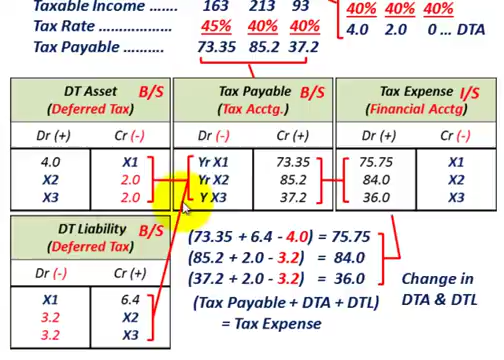 Taxable Income ....... 163 213 93
Tax Rate .................. 45% 40% 40%
Tax Payable .......... 73.35 85.2 37.2
40% 40% 40%
4.0 2.0 0 ... DTA
DT Asset B/S
(Deferred Tax)
Dr (+) Cr (-)
4.0 X1
X2 2.0
X3 2.0
Tax Payable B/S
(Tax Acctg.)
Dr (-) Cr (+)
Yr X1 73.35
Yr X2 85.2
Y X3 37.2
Tax Expense I/S
(Financial Acctg)
Dr (+) Cr (-)
75.75 X1
84.0 X2
36.0 X3
DT Liability B/S
(Deferred Tax)
Dr (-) Cr (+)
X1 6.4
3.2 X2
3.2 X3
(73.35 + 6.4 - 4.0) = 75.75
(85.2 + 2.0 - 3.2) = 84.0
(37.2 + 2.0 - 3.2) = 36.0
(Tax Payable + DTA + DTL)
= Tax Expense
Change in
DTA & DTL